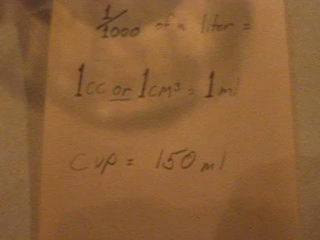 1/1000 of a liter =
1cc or 1cm³ = 1ml
cup = 150 ml